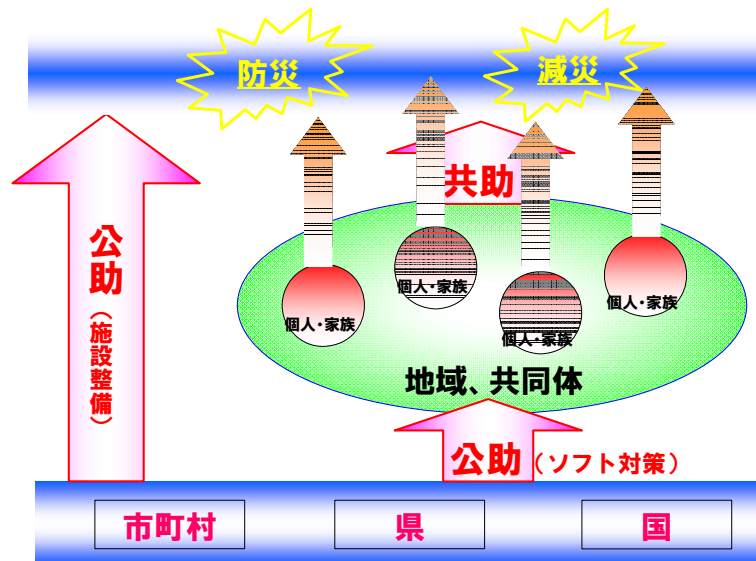 防災
減災
共助
公助
（施設整備）
個人・家族
個人・家族
個人・家族
個人・家族
地域、共同体
公助（ソフト対策）
市町村
県
国